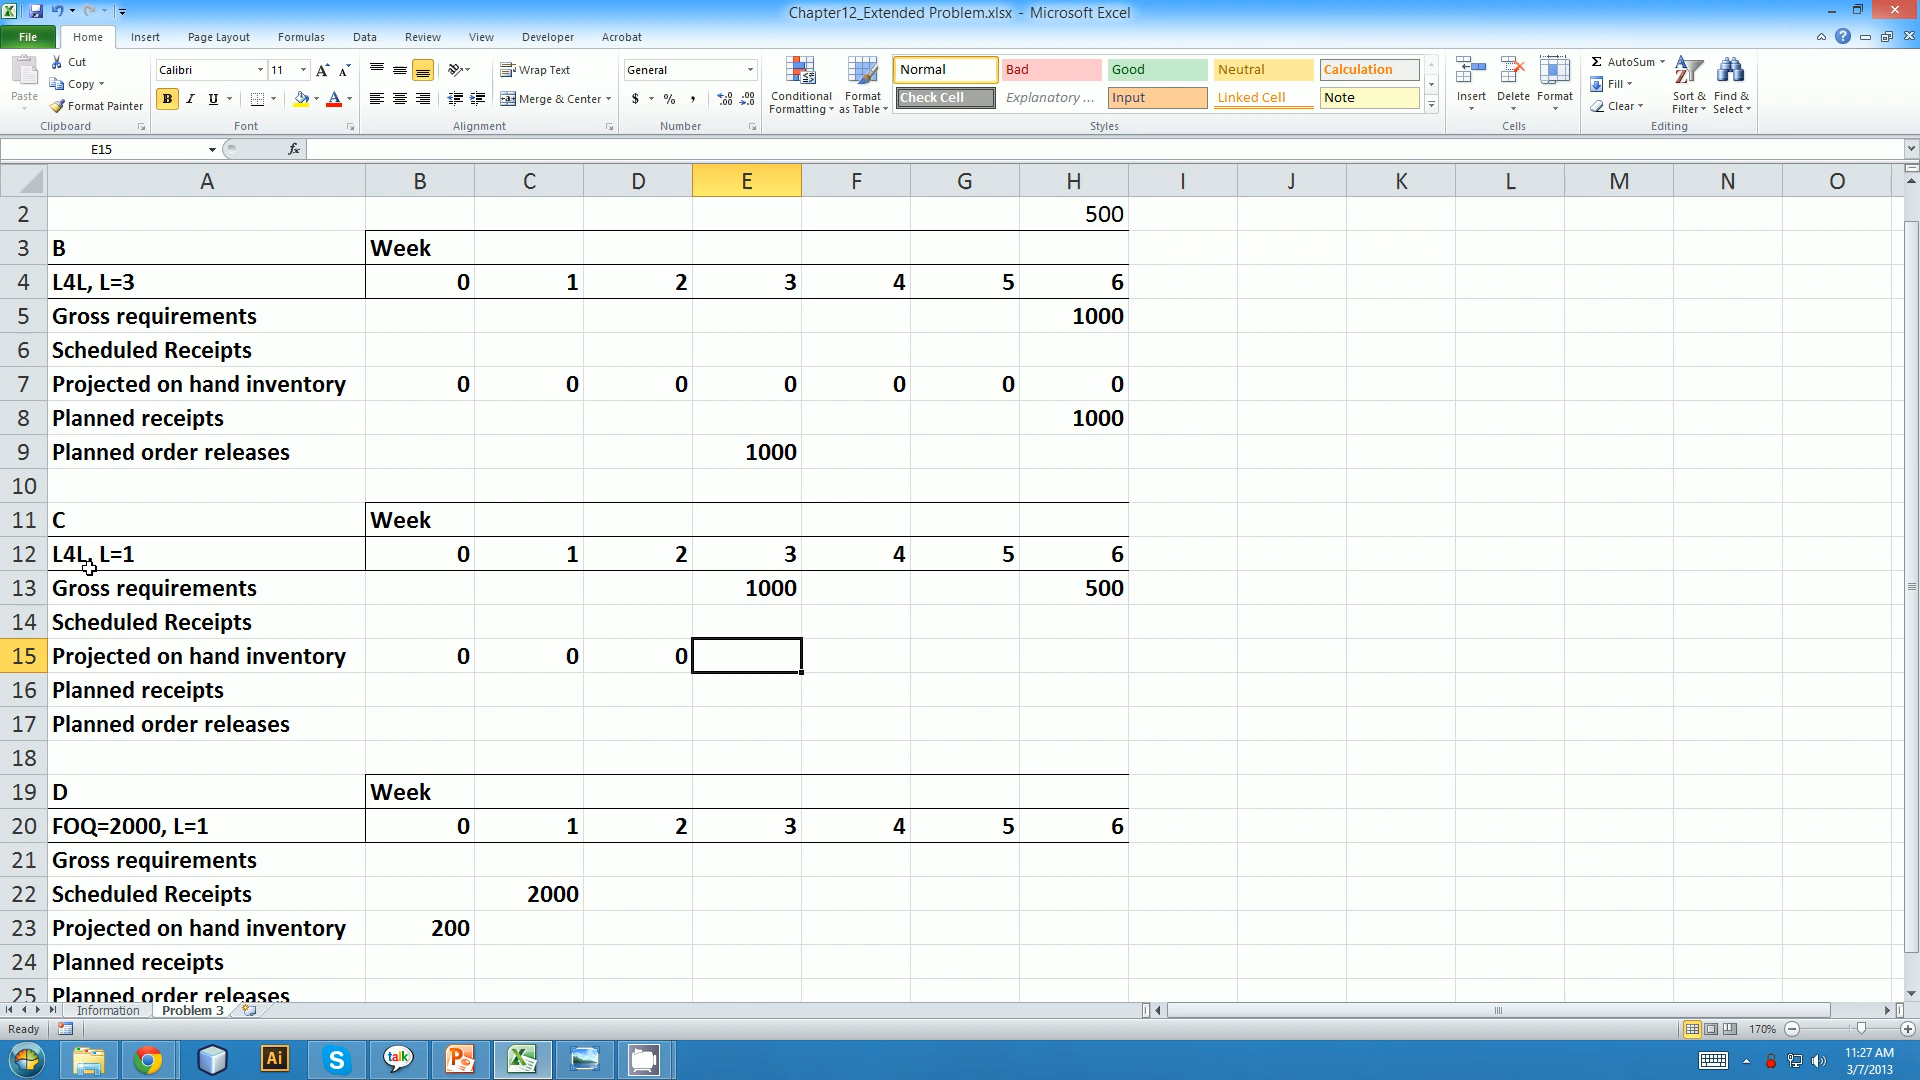 Chapter12_Extended Problem.xlsx - Microsoft Excel
File Home Insert Page Layout Formulas Data Review View Developer Acrobat
Paste Cut Copy Format Painter Clipboard
Calibri 11 A A B I U A Font
Wrap Text Merge & Center Alignment
General $ % , Number
Conditional Formatting Format as Table
Normal Bad Good Neutral Calculation
Check Cell Explanatory ... Input Linked Cell Note
Styles
Insert Delete Format Cells
Σ AutoSum Fill Clear Sort & Filter Find & Select Editing
E15 fx
A B C D E F G H I J K L M N O
2 500
3 B Week
4 L4L, L=3 0 1 2 3 4 5 6
5 Gross requirements 1000
6 Scheduled Receipts
7 Projected on hand inventory 0 0 0 0 0 0 0
8 Planned receipts 1000
9 Planned order releases 1000
10
11 C Week
12 L4L, L=1 0 1 2 3 4 5 6
13 Gross requirements 1000 500
14 Scheduled Receipts
15 Projected on hand inventory 0 0 0
16 Planned receipts
17 Planned order releases
18
19 D Week
20 FOQ=2000, L=1 0 1 2 3 4 5 6
21 Gross requirements
22 Scheduled Receipts 2000
23 Projected on hand inventory 200
24 Planned receipts
25 Planned order releases
Information Problem 3
Ready 170%
Ai S talk P X
11:27 AM
3/7/2013